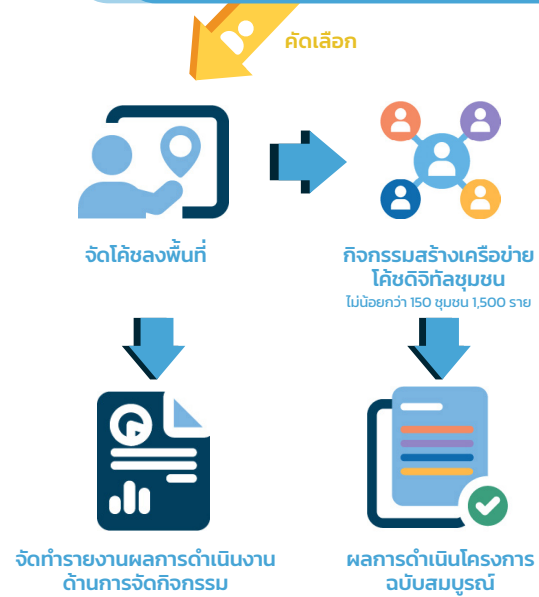 คัดเลือก
จัดโค้ชลงพื้นที่
กิจกรรมสร้างเครือข่าย
โค้ชดิจิทัลชุมชน
ไม่น้อยกว่า 150 ชุมชน 1,500 ราย
จัดทำรายงานผลการดำเนินงาน
ด้านการจัดกิจกรรม
ผลการดำเนินโครงการ
ฉบับสมบูรณ์